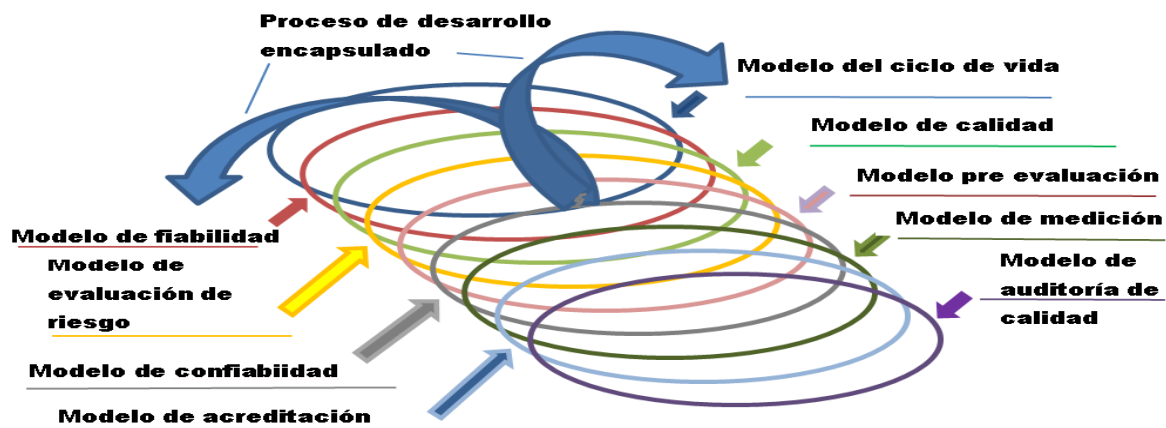 Proceso de desarrollo
encapsulado
Modelo del ciclo de vida
Modelo de calidad
Modelo pre evaluación
Modelo de medición
Modelo de
auditoría de
calidad
Modelo de fiabilidad
Modelo de
evaluación de
riesgo
Modelo de confiabiidad
Modelo de acreditación